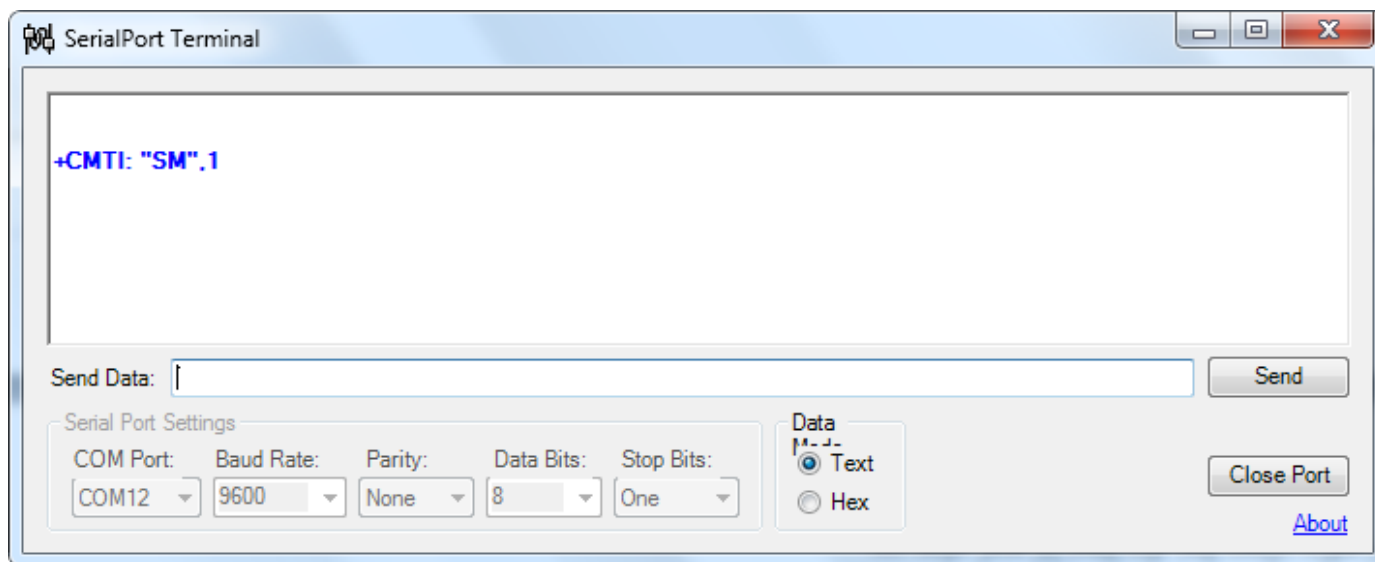 SerialPort Terminal
+CMTI: "SM",1
Send Data:
Send
Serial Port Settings
COM Port: Baud Rate: Parity: Data Bits: Stop Bits:
COM12 9600 None 8 One
Data
Text
Hex
Close Port
About